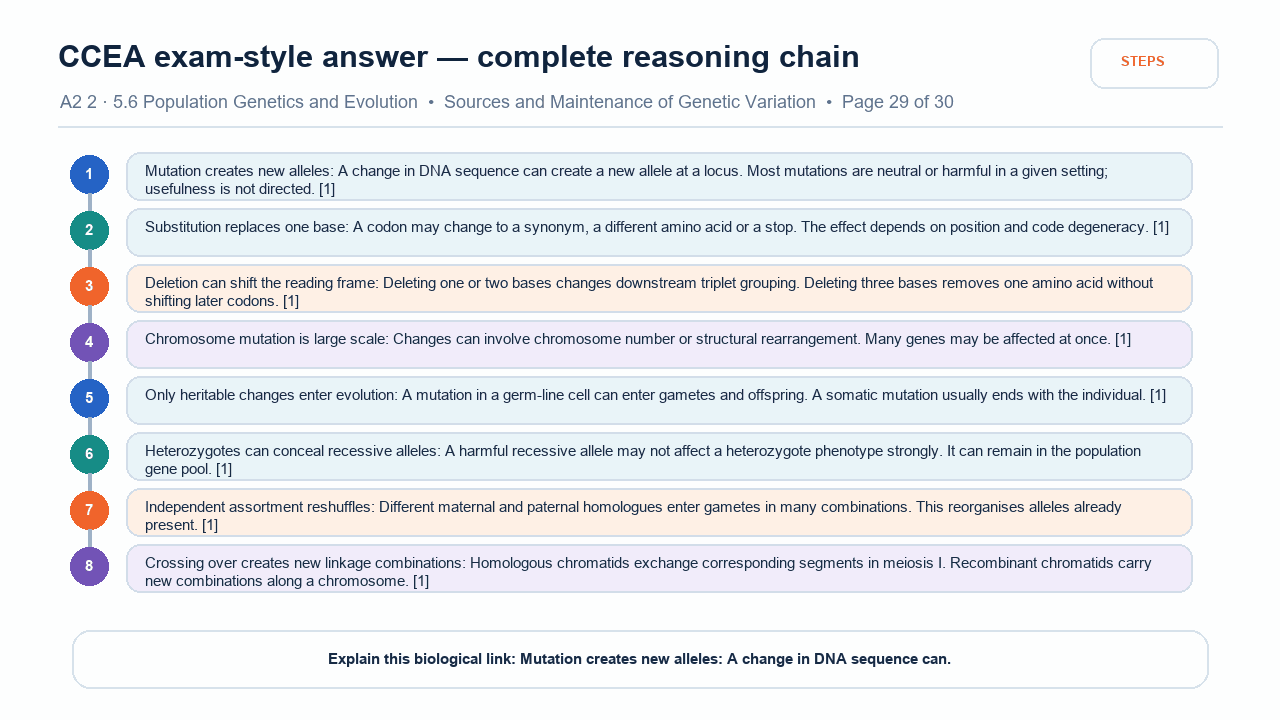 CCEA exam-style answer — complete reasoning chain
STEPS
A2 2 · 5.6 Population Genetics and Evolution • Sources and Maintenance of Genetic Variation • Page 29 of 30
1
Mutation creates new alleles: A change in DNA sequence can create a new allele at a locus. Most mutations are neutral or harmful in a given setting;
usefulness is not directed. [1]
2
Substitution replaces one base: A codon may change to a synonym, a different amino acid or a stop. The effect depends on position and code degeneracy. [1]
3
Deletion can shift the reading frame: Deleting one or two bases changes downstream triplet grouping. Deleting three bases removes one amino acid without
shifting later codons. [1]
4
Chromosome mutation is large scale: Changes can involve chromosome number or structural rearrangement. Many genes may be affected at once. [1]
5
Only heritable changes enter evolution: A mutation in a germ-line cell can enter gametes and offspring. A somatic mutation usually ends with the individual. [1]
6
Heterozygotes can conceal recessive alleles: A harmful recessive allele may not affect a heterozygote phenotype strongly. It can remain in the population
gene pool. [1]
7
Independent assortment reshuffles: Different maternal and paternal homologues enter gametes in many combinations. This reorganises alleles already
present. [1]
8
Crossing over creates new linkage combinations: Homologous chromatids exchange corresponding segments in meiosis I. Recombinant chromatids carry
new combinations along a chromosome. [1]
Explain this biological link: Mutation creates new alleles: A change in DNA sequence can.